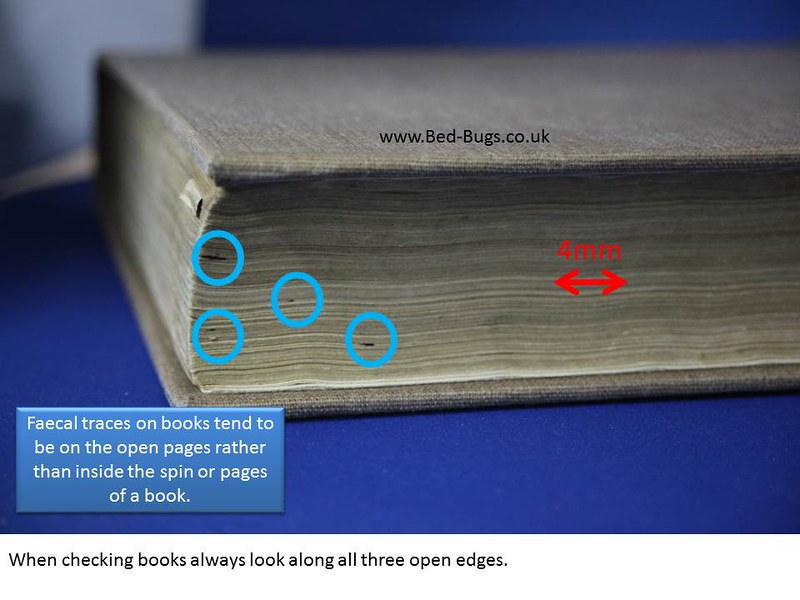 www.Bed-Bugs.co.uk
4mm
Faecal traces on books tend to
be on the open pages rather
than inside the spin or pages
of a book.
When checking books always look along all three open edges.